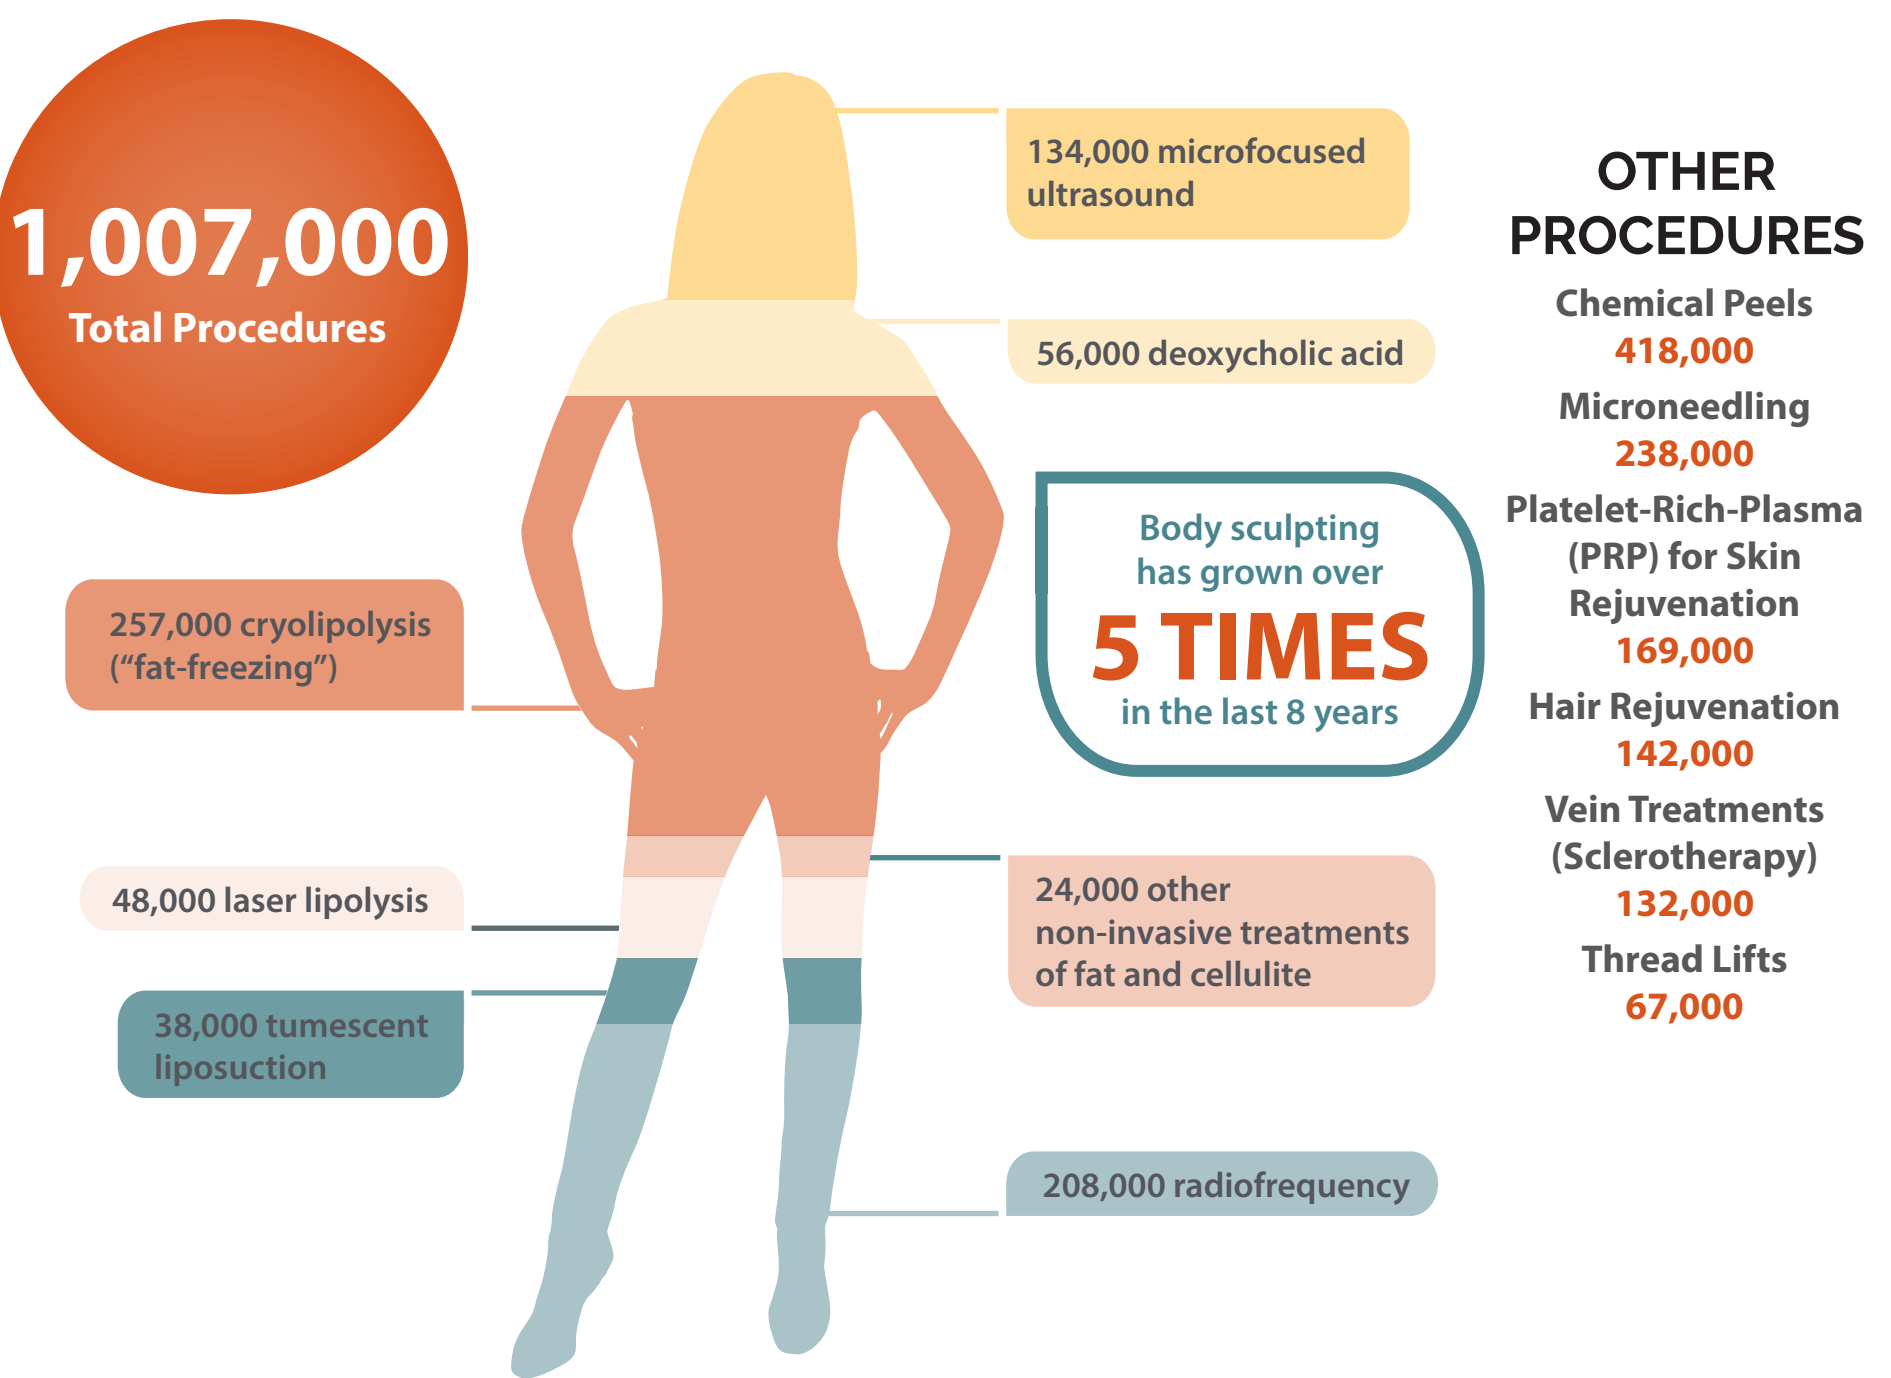 1,007,000
Total Procedures
134,000 microfocused
ultrasound
56,000 deoxycholic acid
257,000 cryolipolysis
(“fat-freezing”)
Body sculpting
has grown over
5 TIMES
in the last 8 years
48,000 laser lipolysis
24,000 other
non-invasive treatments
of fat and cellulite
38,000 tumescent
liposuction
208,000 radiofrequency
OTHER
PROCEDURES
Chemical Peels
418,000
Microneedling
238,000
Platelet-Rich-Plasma
(PRP) for Skin
Rejuvenation
169,000
Hair Rejuvenation
142,000
Vein Treatments
(Sclerotherapy)
132,000
Thread Lifts
67,000